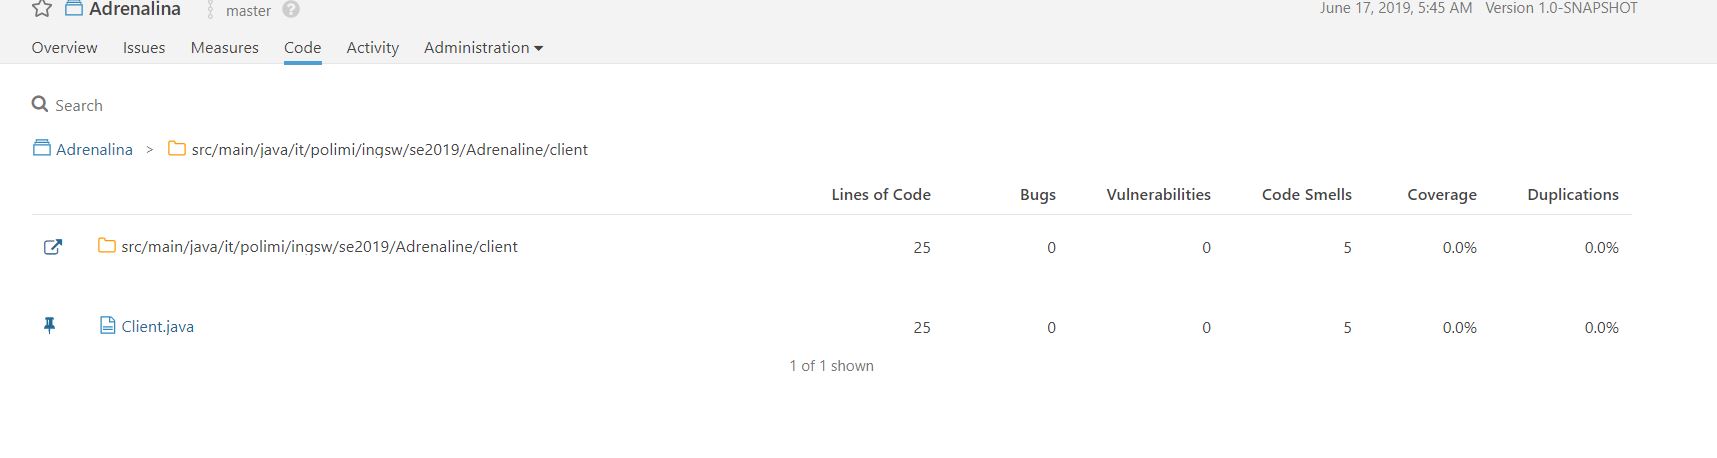 Adrenalina master ? June 17, 2019, 5:45 AM Version 1.0-SNAPSHOT
Overview Issues Measures Code Activity Administration
Search
Adrenalina > src/main/java/it/polimi/ingsw/se2019/Adrenaline/client
Lines of Code Bugs Vulnerabilities Code Smells Coverage Duplications
src/main/java/it/polimi/ingsw/se2019/Adrenaline/client 25 0 0 5 0.0% 0.0%
Client.java 25 0 0 5 0.0% 0.0%
1 of 1 shown